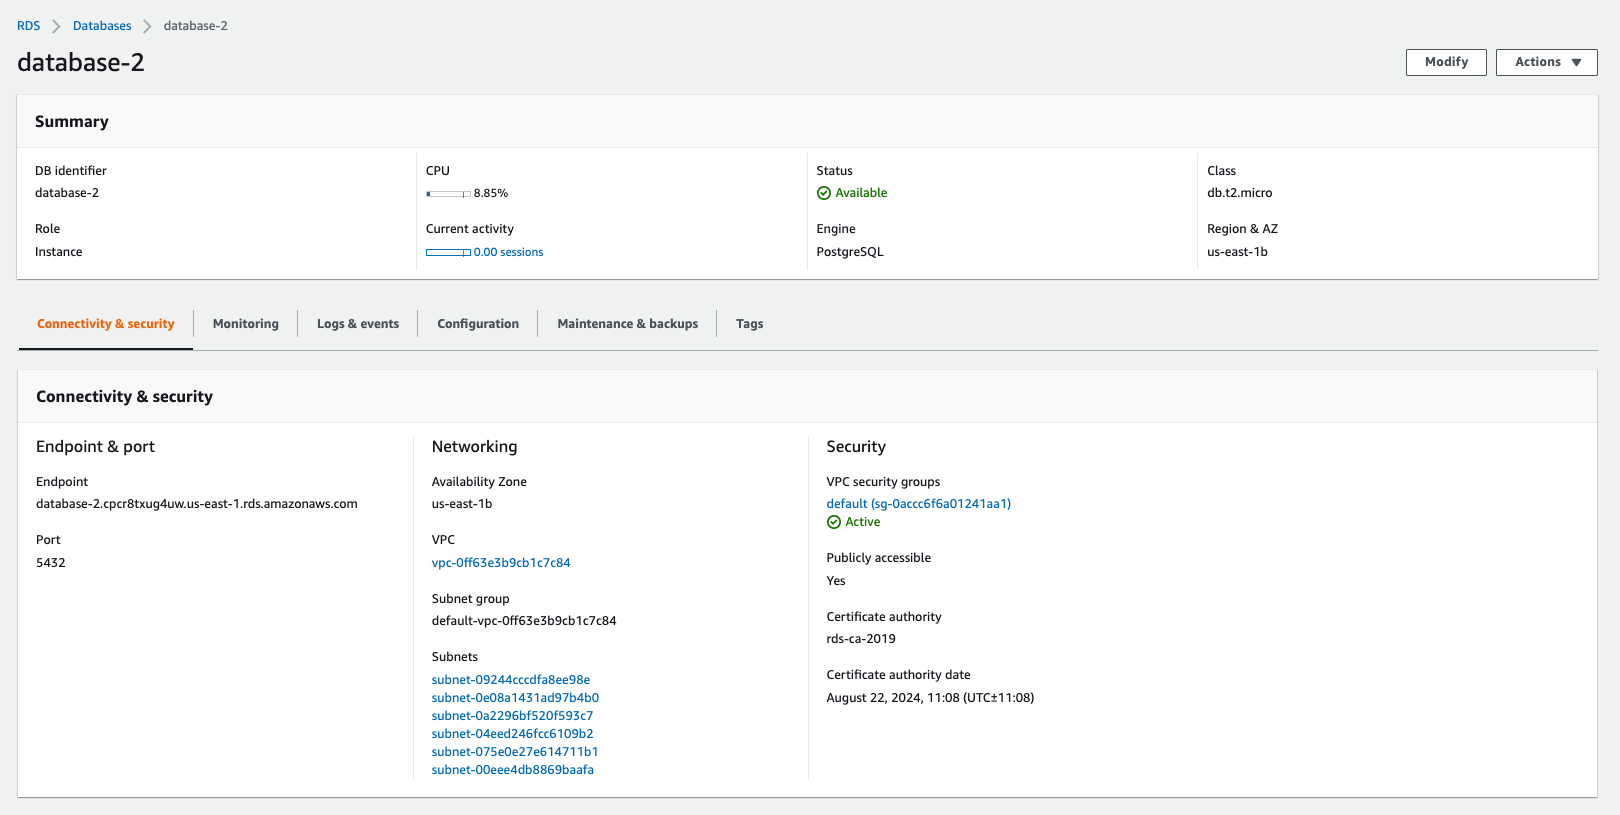 RDS > Databases > database-2
database-2
Modify
Actions ▼
Summary
DB identifier
database-2
Role
Instance
CPU
8.85%
Current activity
0.00 sessions
Status
Available
Engine
PostgreSQL
Class
db.t2.micro
Region & AZ
us-east-1b
Connectivity & security
Monitoring
Logs & events
Configuration
Maintenance & backups
Tags
Connectivity & security
Endpoint & port
Endpoint
database-2.cpcr8txug4uw.us-east-1.rds.amazonaws.com
Port
5432
Networking
Availability Zone
us-east-1b
VPC
vpc-0ff63e3b9cb1c7c84
Subnet group
default-vpc-0ff63e3b9cb1c7c84
Subnets
subnet-09244cccdfa8ee98e
subnet-0e08a1431ad97b4b0
subnet-0a2296bf520f593c7
subnet-04eed246fcc6109b2
subnet-075e0e27e614711b1
subnet-00eee4db8869baafa
Security
VPC security groups
default (sg-0accc6f6a01241aa1)
Active
Publicly accessible
Yes
Certificate authority
rds-ca-2019
Certificate authority date
August 22, 2024, 11:08 (UTC±11:08)